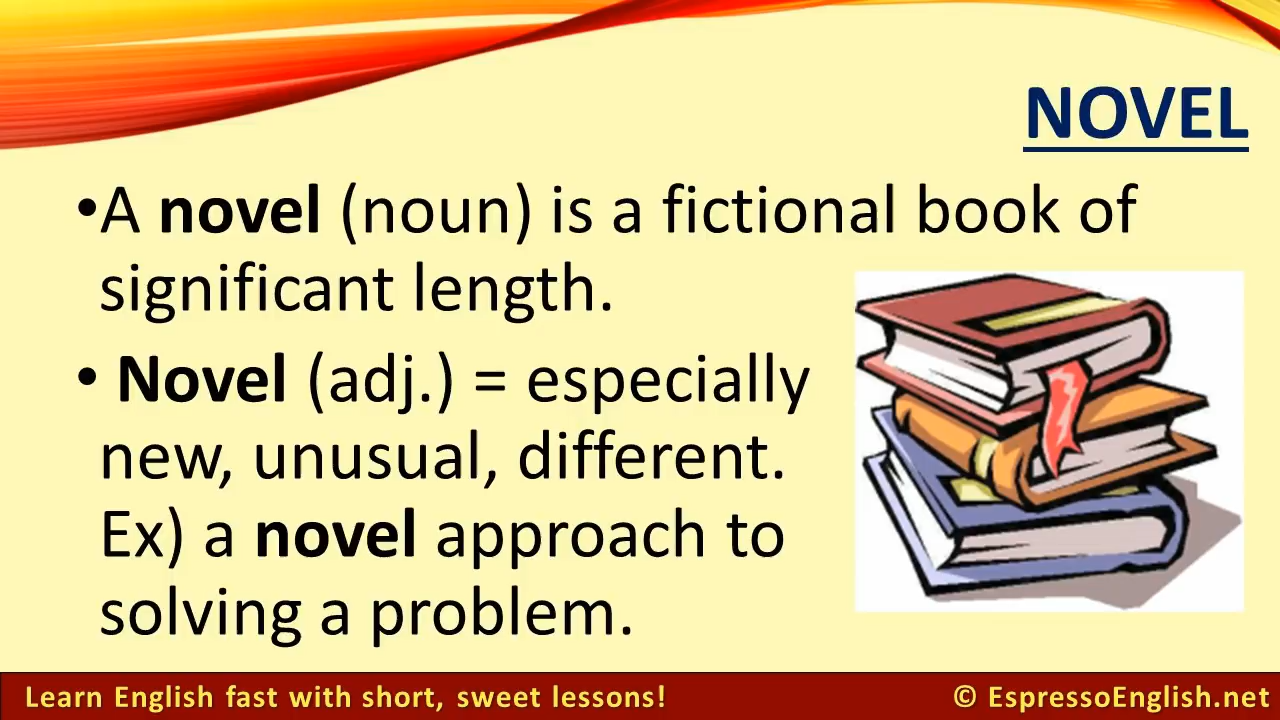 NOVEL
•A novel (noun) is a fictional book of
significant length.
• Novel (adj.) = especially
new, unusual, different.
Ex) a novel approach to
solving a problem.
Learn English fast with short, sweet lessons!
© EspressoEnglish.net